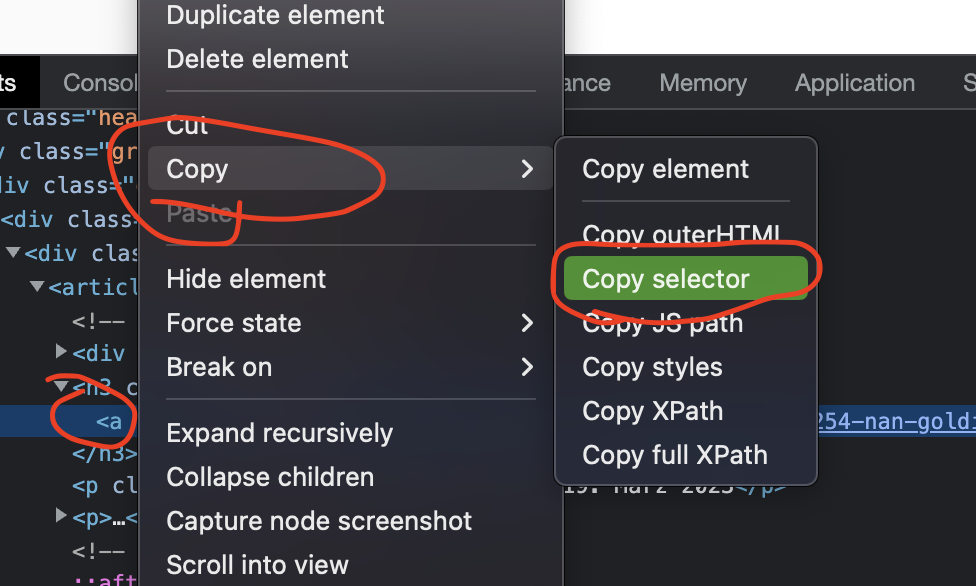 Duplicate element
Delete element
ts Consol ance Memory Application S
class="hea
Cut
class="gr
Copy
Copy element
div class="
Paste
<div class=
Copy outerHTML
<div clas
Hide element
Copy selector
<articl
Force state
Copy JS path
<!--
<div
Break on
Copy styles
<h3 c
Copy XPath
<a
254-nan-goldi
Expand recursively
</h3>
Copy full XPath
Collapse children
<p cl
19. März 2023</p>
<p>…<
Capture node screenshot
<!--
Scroll into view
::aft